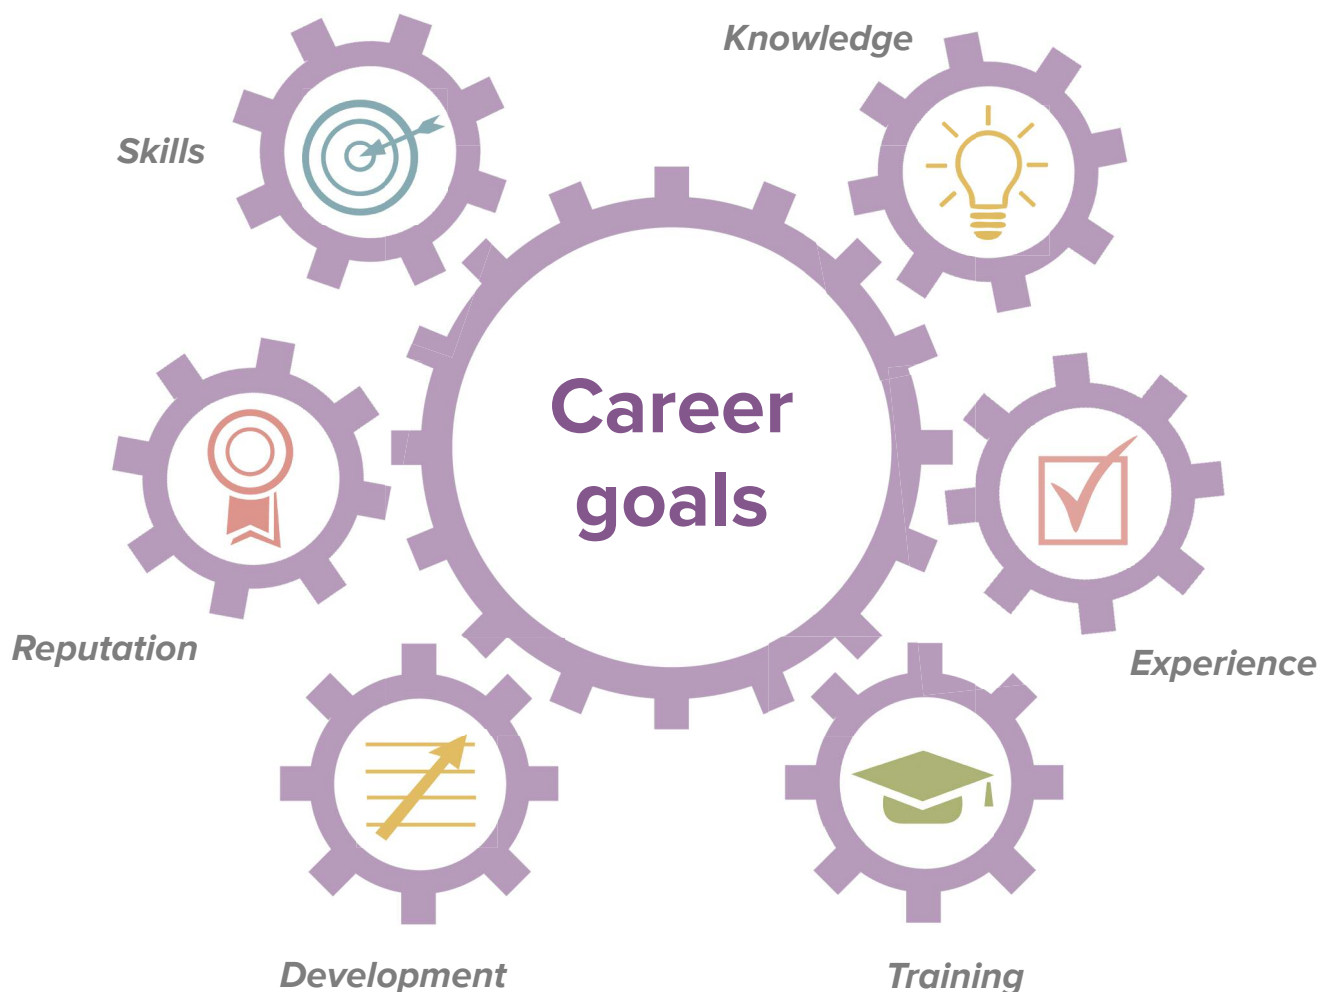 Knowledge
Skills
Career
goals
Reputation
Experience
Development
Training